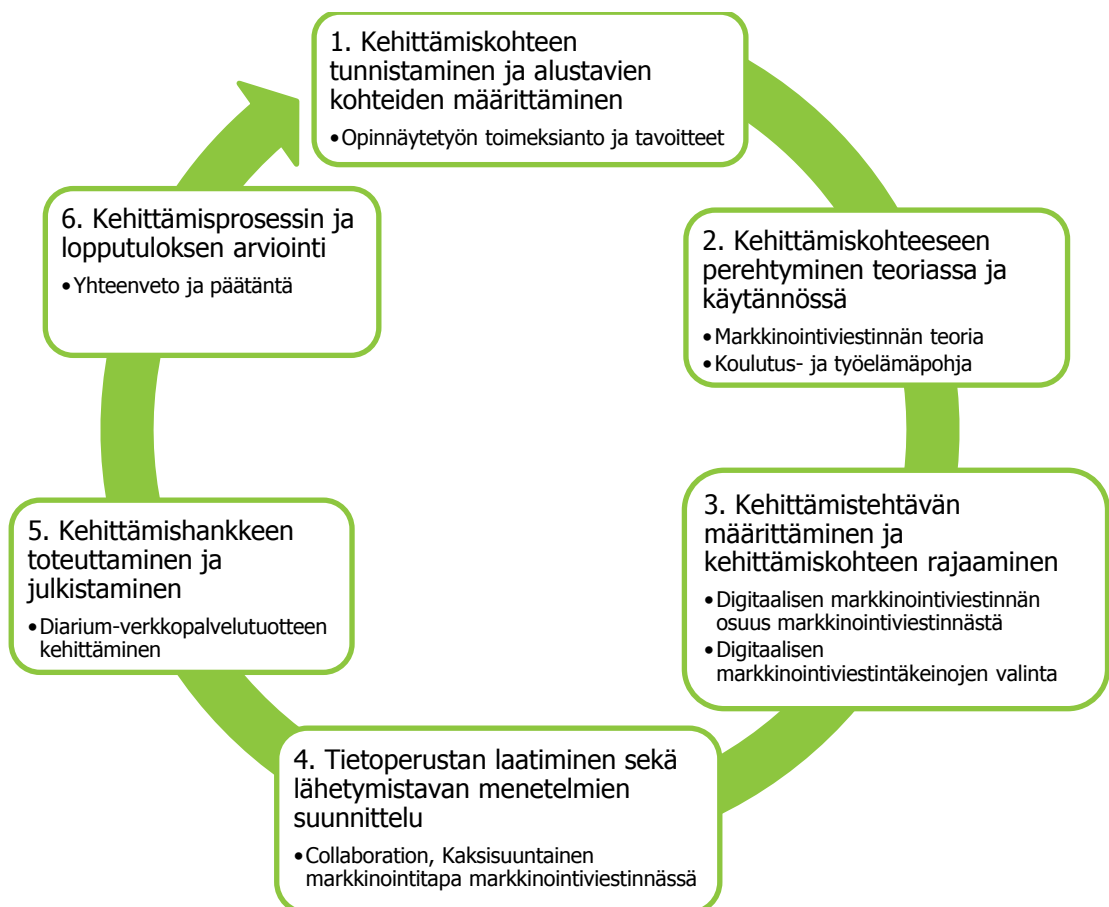 1. Kehittämiskohteen
tunnistaminen ja alustavien
kohteiden määrittäminen
•Opinnäytetyön toimeksianto ja tavoitteet
2. Kehittämiskohteeseen
perehtyminen teoriassa ja
käytännössä
•Markkinointiviestinnän teoria
•Koulutus- ja työelämäpohja
3. Kehittämistehtävän
määrittäminen ja
kehittämiskohteen rajaaminen
•Digitaalisen markkinointiviestinnän
osuus markkinointiviestinnästä
•Digitaalisen
markkinointiviestintäkeinojen valinta
4. Tietoperustan laatiminen sekä
lähetymistavan menetelmien
suunnittelu
•Collaboration, Kaksisuuntainen
markkinointitapa markkinointiviestinnässä
5. Kehittämishankkeen
toteuttaminen ja
julkistaminen
•Diarium-verkkopalvelutuotteen
kehittäminen
6. Kehittämisprosessin ja
lopputuloksen arviointi
•Yhteenveto ja päätäntä